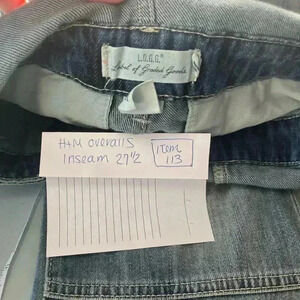 L.O.G.G.®
Label of Graded Goods
H+M overalls
Inseam 27 1/2
Item
113